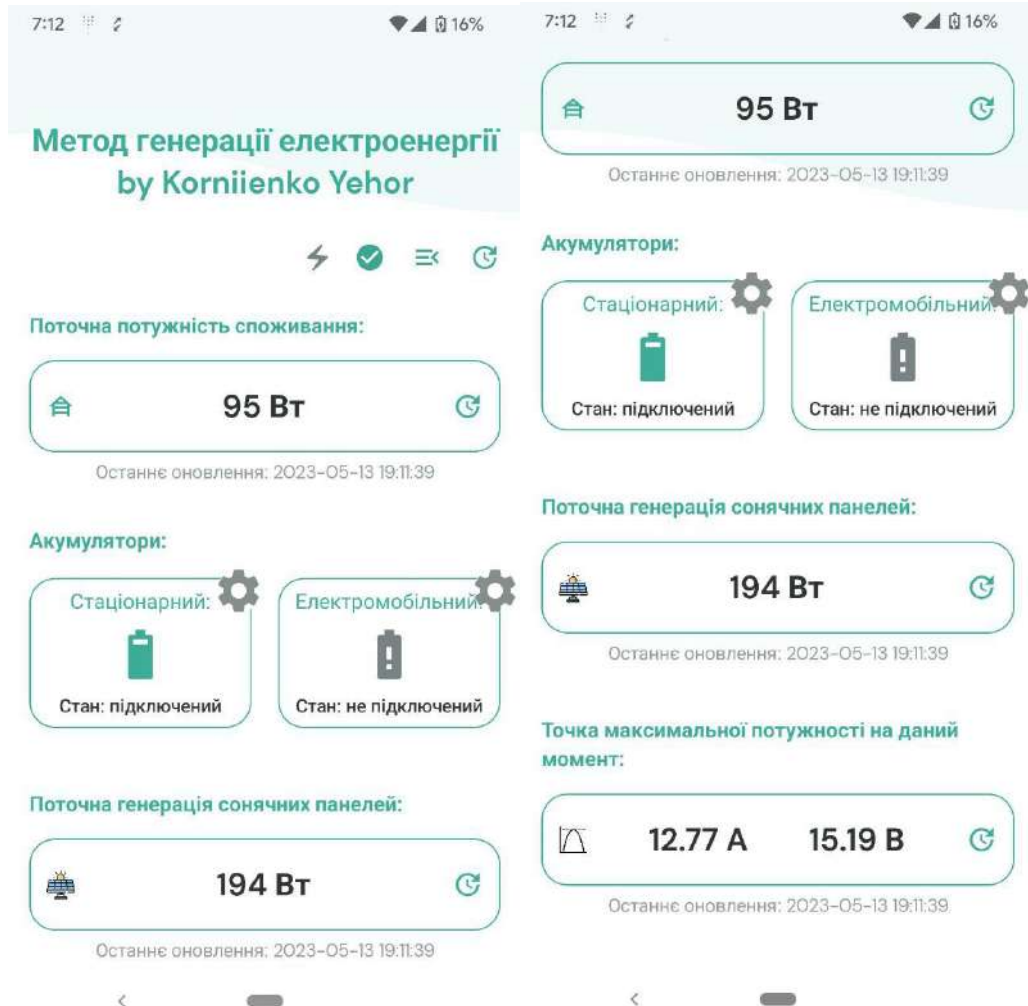 7:12
16%
Метод генерації електроенергії
by Korniienko Yehor
Поточна потужність споживання:
95 Вт
Останнє оновлення: 2023-05-13 19:11:39
Акумулятори:
Стаціонарний:
Електромобільний:
Стан: підключений
Стан: не підключений
Поточна генерація сонячних панелей:
194 Вт
Останнє оновлення: 2023-05-13 19:11:39
7:12
16%
95 Вт
Останнє оновлення: 2023-05-13 19:11:39
Акумулятори:
Стаціонарний:
Електромобільний:
Стан: підключений
Стан: не підключений
Поточна генерація сонячних панелей:
194 Вт
Останнє оновлення: 2023-05-13 19:11:39
Точка максимальної потужності на даний
момент:
12.77 А
15.19 В
Останнє оновлення: 2023-05-13 19:11:39